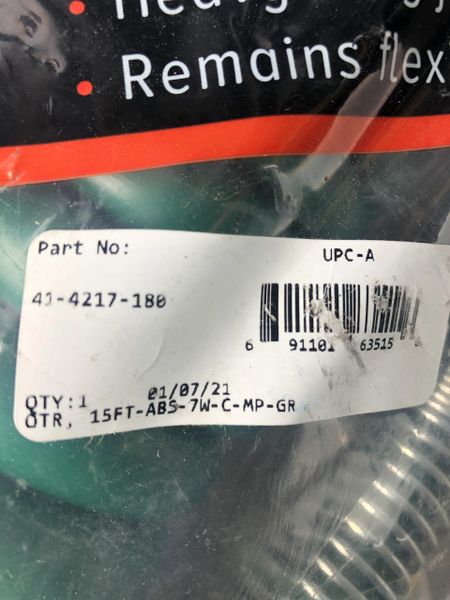 • Remains flex
Part No:
UPC-A
41-4217-180
6 91101 63515
01/07/21
QTY:1
QTR, 15FT-ABS-7W-C-MP-GR